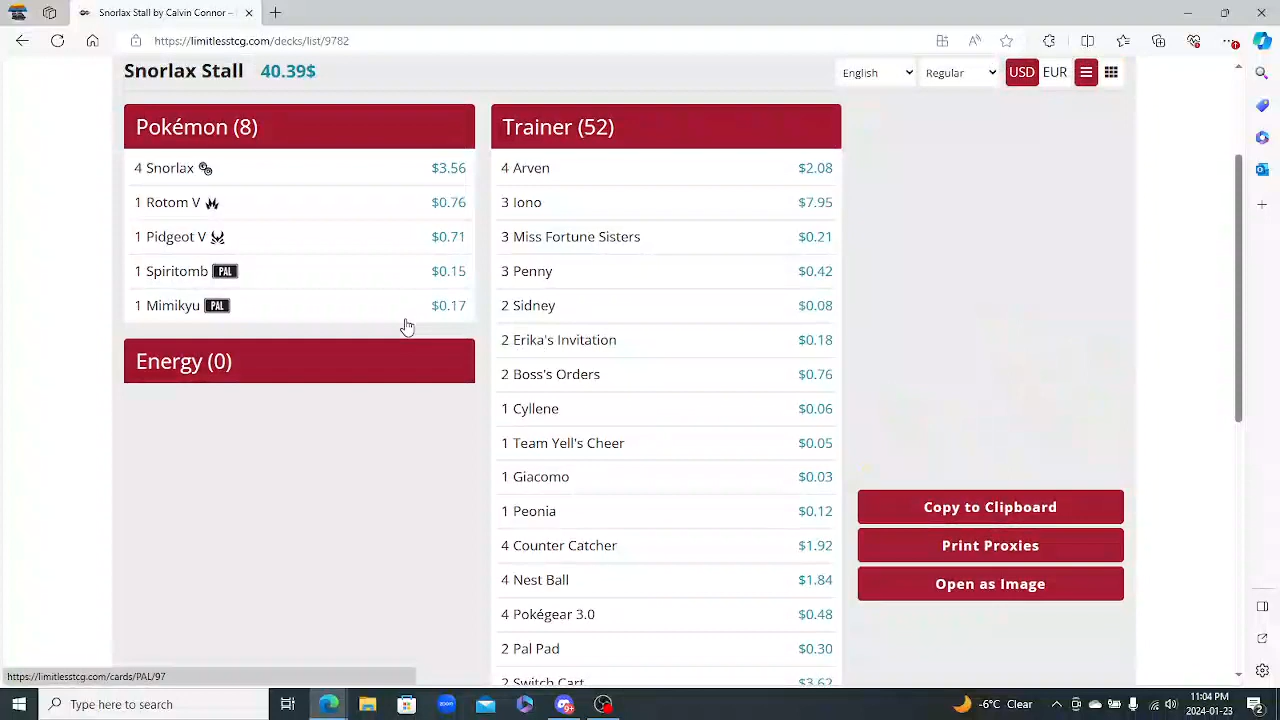 Snorlax Stall by Calvin Connor –
https://limitlesstcg.com/decks/list/9782
Snorlax Stall 40.39$
English Regular USD EUR
Pokémon (8)
4 Snorlax $3.56
1 Rotom V $0.76
1 Pidgeot V $0.71
1 Spiritomb PAL $0.15
1 Mimikyu PAL $0.17
Energy (0)
Trainer (52)
4 Arven $2.08
3 Iono $7.95
3 Miss Fortune Sisters $0.21
3 Penny $0.42
2 Sidney $0.08
2 Erika's Invitation $0.18
2 Boss's Orders $0.76
1 Cyllene $0.06
1 Team Yell's Cheer $0.05
1 Giacomo $0.03
1 Peonia $0.12
4 Counter Catcher $1.92
4 Nest Ball $1.84
4 Pokégear 3.0 $0.48
2 Pal Pad $0.30
2 Switch Cart $3.62
Copy to Clipboard
Print Proxies
Open as Image
https://limitlesstcg.com/cards/PAL/97
Type here to search
-6°C Clear
11:04 PM
2024-01-23